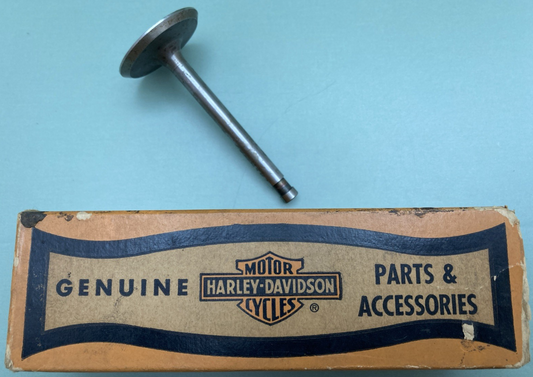 GENUINE
MOTOR
HARLEY-DAVIDSON
CYCLES
®
PARTS &
ACCESSORIES